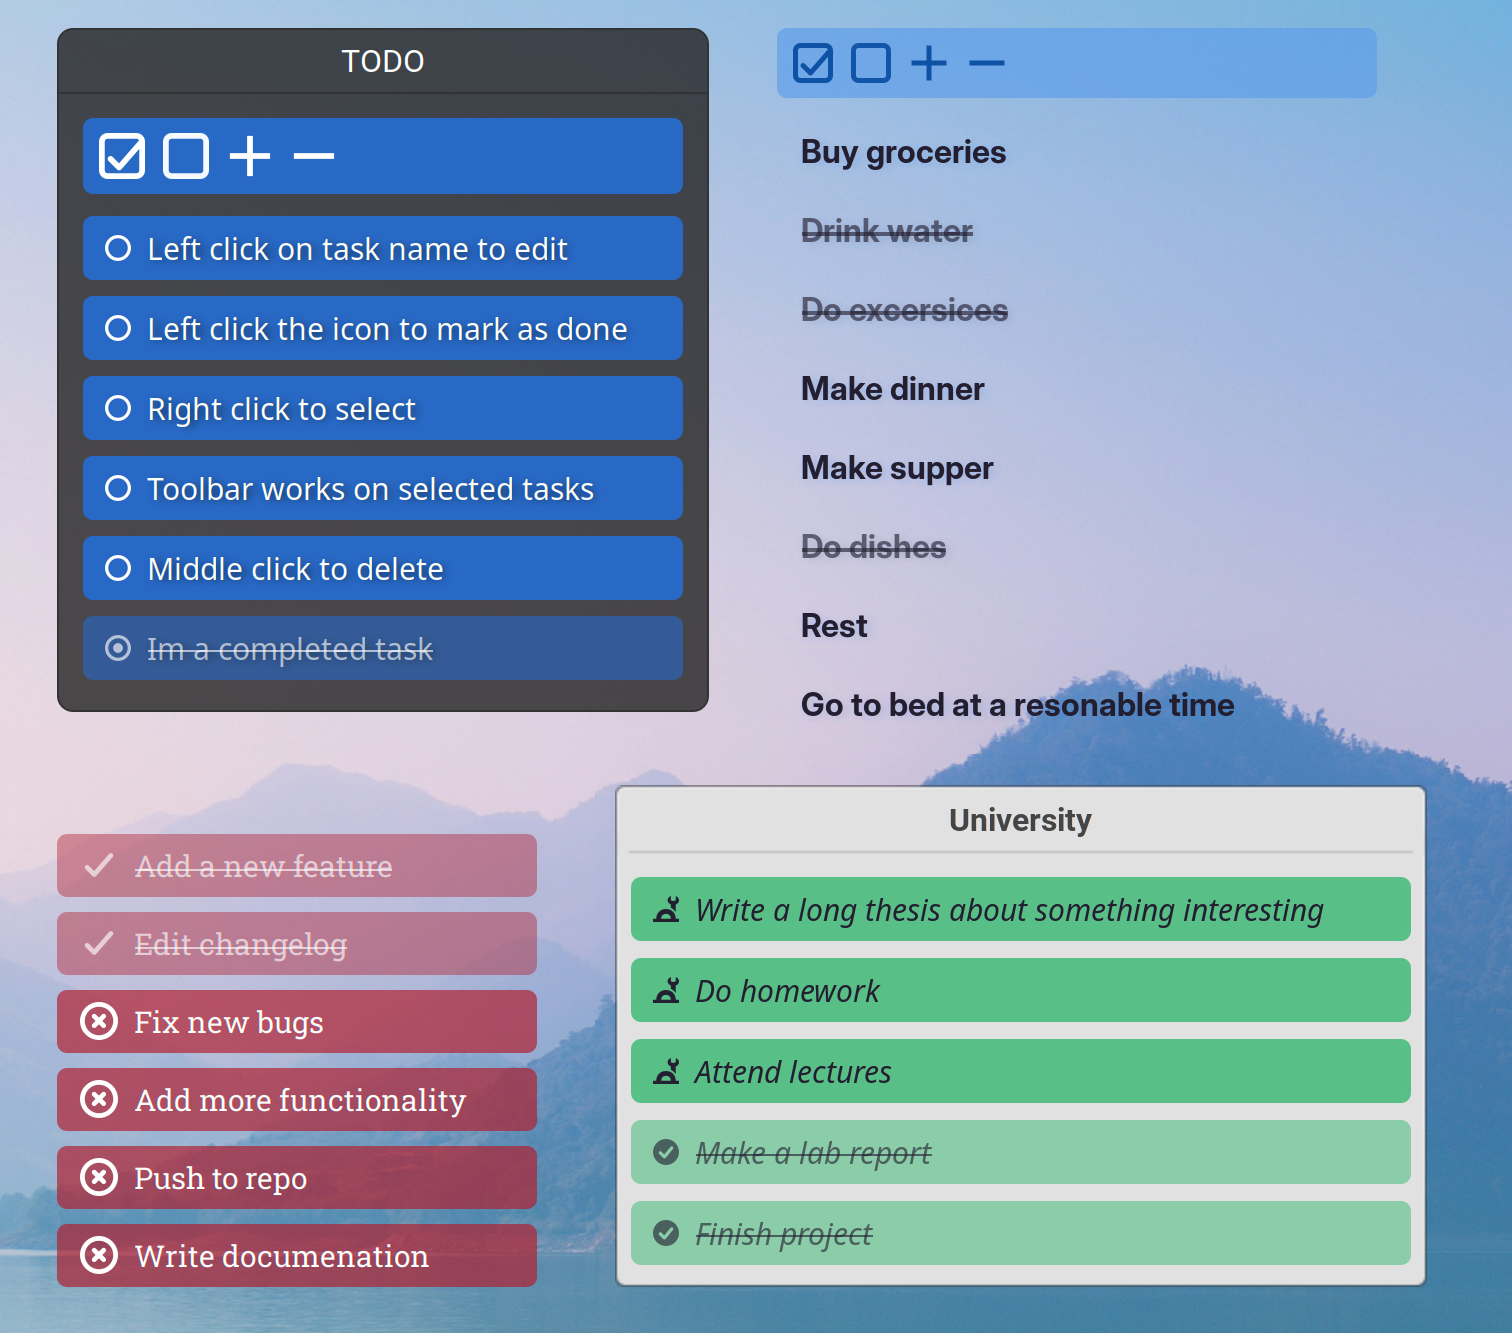 TODO
Left click on task name to edit
Left click the icon to mark as done
Right click to select
Toolbar works on selected tasks
Middle click to delete
Im a completed task
Buy groceries
Drink water
Do excersices
Make dinner
Make supper
Do dishes
Rest
Go to bed at a resonable time
Add a new feature
Edit changelog
Fix new bugs
Add more functionality
Push to repo
Write documenation
University
Write a long thesis about something interesting
Do homework
Attend lectures
Make a lab report
Finish project